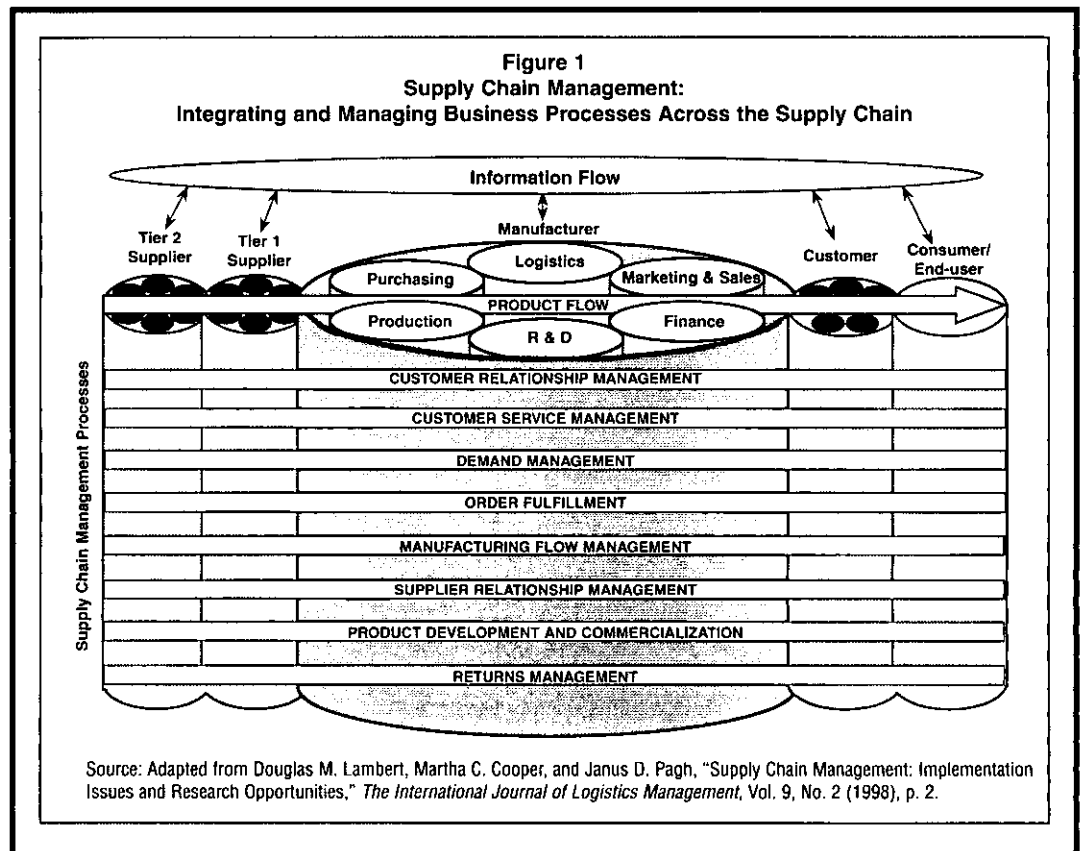 Figure 1
Supply Chain Management:
Integrating and Managing Business Processes Across the Supply Chain
Information Flow
Tier 2
Supplier
Tier 1
Supplier
Manufacturer
Customer
Consumer/
End-user
Logistics
Purchasing
Marketing & Sales
PRODUCT FLOW
Production
Finance
R & D
Supply Chain Management Processes
CUSTOMER RELATIONSHIP MANAGEMENT
CUSTOMER SERVICE MANAGEMENT
DEMAND MANAGEMENT
ORDER FULFILLMENT
MANUFACTURING FLOW MANAGEMENT
SUPPLIER RELATIONSHIP MANAGEMENT
PRODUCT DEVELOPMENT AND COMMERCIALIZATION
RETURNS MANAGEMENT
Source: Adapted from Douglas M. Lambert, Martha C. Cooper, and Janus D. Pagh, “Supply Chain Management: Implementation
Issues and Research Opportunities,” The International Journal of Logistics Management, Vol. 9, No. 2 (1998), p. 2.